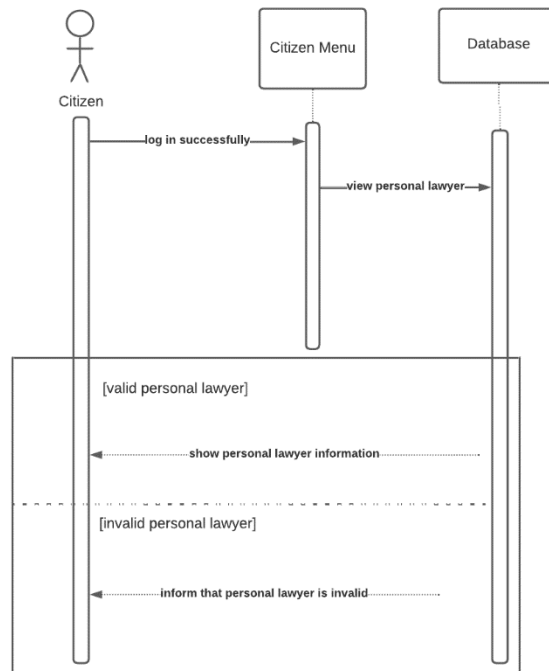 Citizen Menu
Database
Citizen
log in successfully
view personal lawyer
[valid personal lawyer]
show personal lawyer information
[invalid personal lawyer]
inform that personal lawyer is invalid